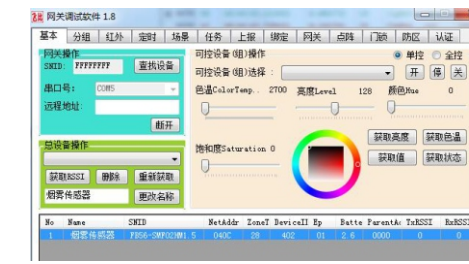 网关调试软件 1.8
基本 分组 红外 定时 场景 任务 上报 绑定 网关 点阵 门锁 防区 认证
网关操作
SNID: FFFFFFFF 查找设备
串口号: COM5
远程地址:
断开
总设备操作
获取RSSI 删除 重新获取
烟雾传感器 更改名称
可控设备(组)操作 单控 全控
可控设备(组)选择 : 开 停 关
色温ColorTemp.. 2700 亮度Level 128 颜色Hue 0
获取亮度 获取色温
饱和度Saturation 0 获取值 获取状态
No Name SNID NetAddr ZoneT DeviceII Ep Batte ParentAc TxRSSI RxRSSI
1 烟雾传感器 040C 28 402 01 2.6 0000 0 0